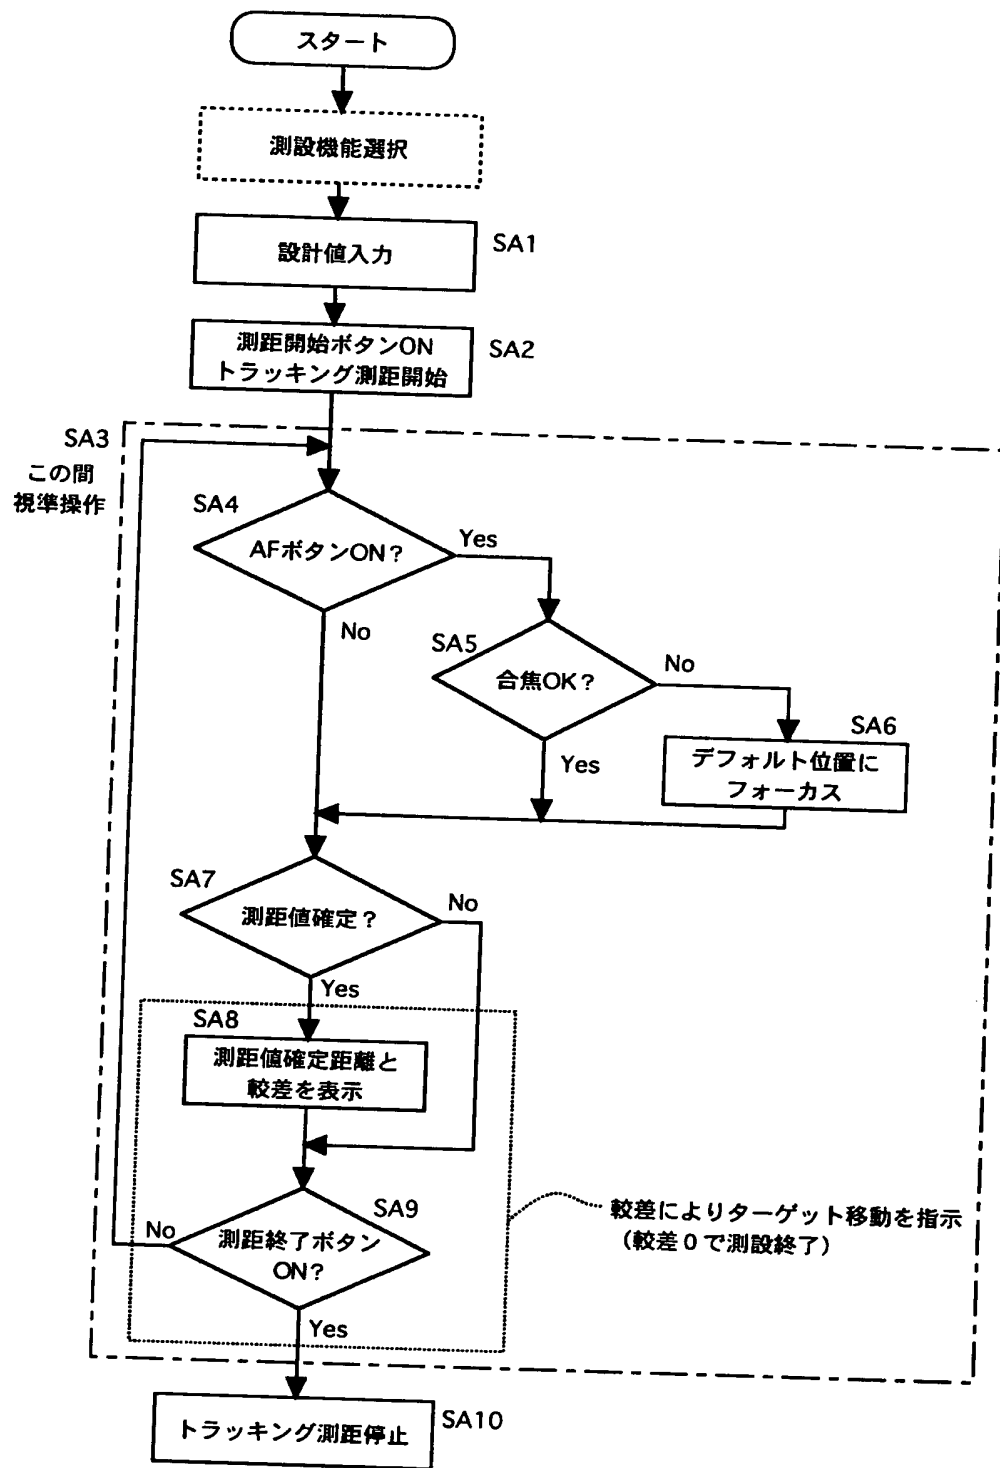 スタート
測設機能選択
設計値入力
SA1
測距開始ボタンON
トラッキング測距開始
SA2
SA3
この間
視準操作
SA4
AFボタンON？
Yes
No
SA5
合焦OK？
No
Yes
SA6
デフォルト位置に
フォーカス
SA7
測距値確定？
No
Yes
SA8
測距値確定距離と
較差を表示
SA9
測距終了ボタン
ON？
No
Yes
較差によりターゲット移動を指示
（較差０で測設終了）
トラッキング測距停止
SA10